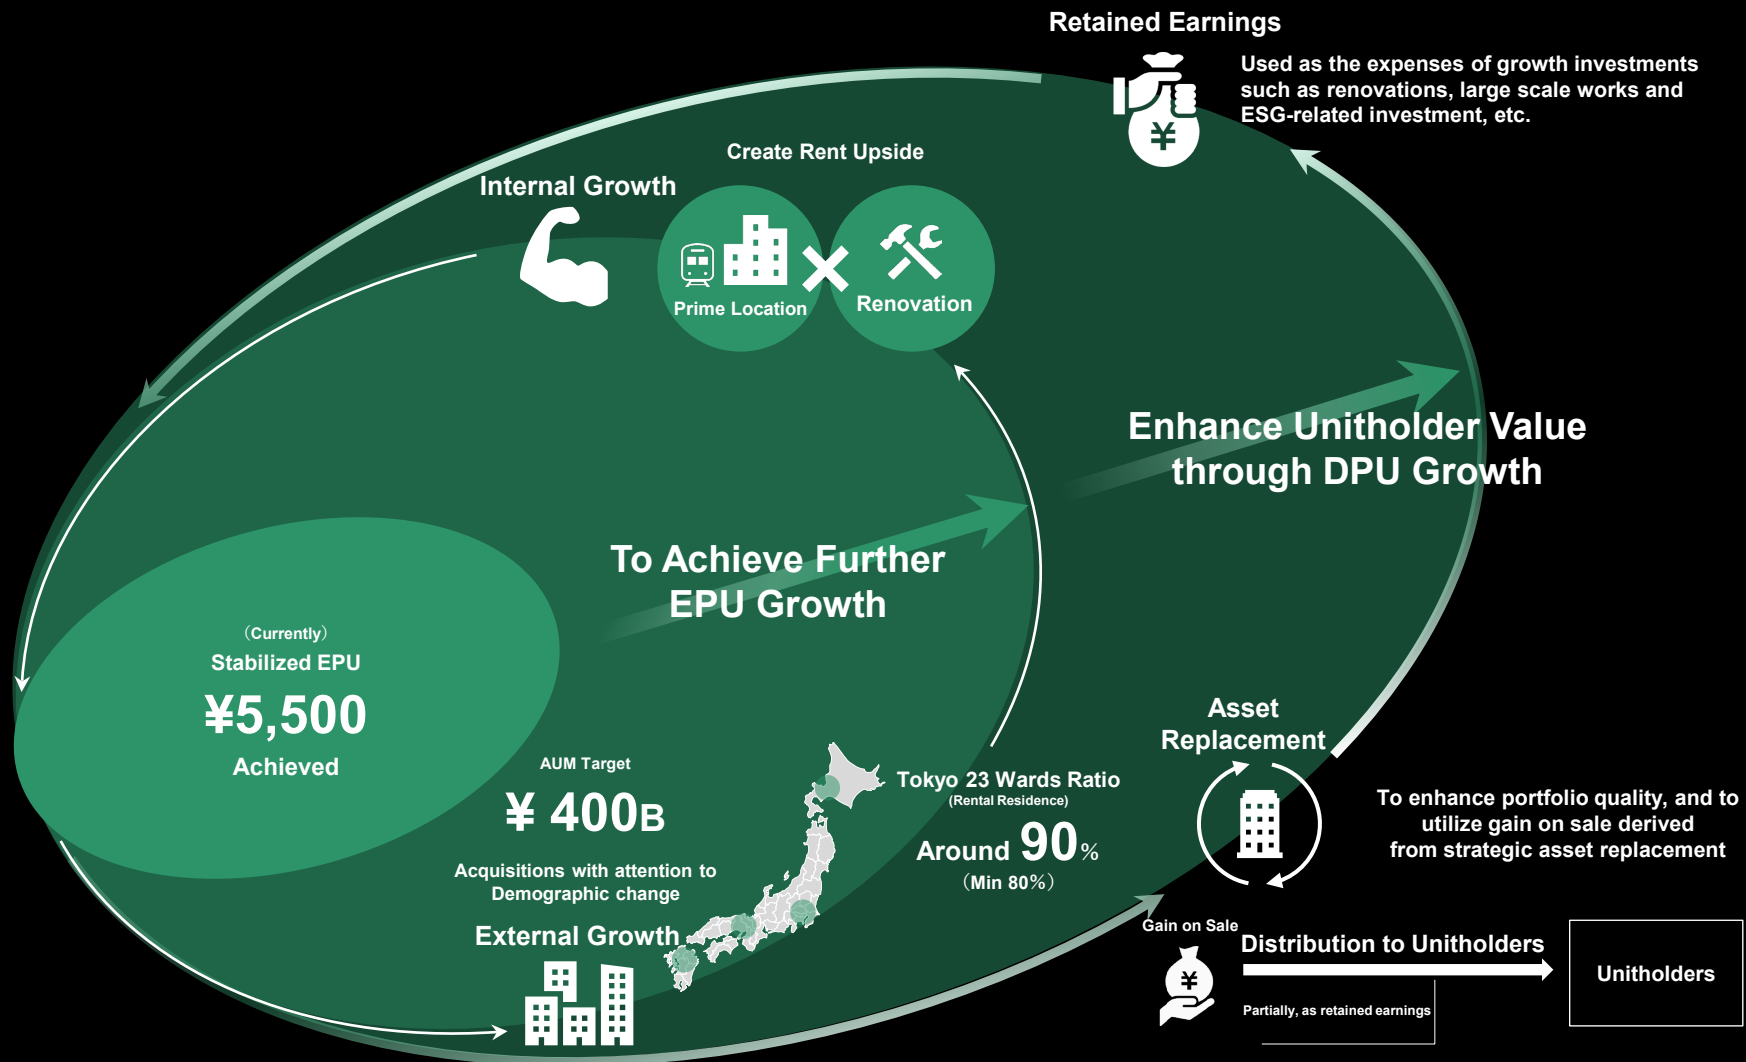 Retained Earnings
Used as the expenses of growth investments
such as renovations, large scale works and
ESG-related investment, etc.
¥
Create Rent Upside
Internal Growth
Prime Location
Renovation
Enhance Unitholder Value
through DPU Growth
To Achieve Further
EPU Growth
（Currently）
Stabilized EPU
¥5,500
Achieved
AUM Target
¥ 400B
Acquisitions with attention to
Demographic change
External Growth
Tokyo 23 Wards Ratio
(Rental Residence)
Around 90%
（Min 80%）
Asset
Replacement
To enhance portfolio quality, and to
utilize gain on sale derived
from strategic asset replacement
Gain on Sale
¥
Distribution to Unitholders
Partially, as retained earnings
Unitholders